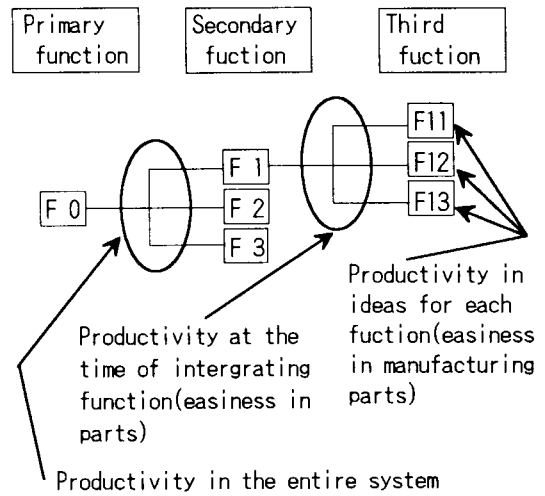 Primary
function
Secondary
fuction
Third
fuction
F 0
F 1
F 2
F 3
F11
F12
F13
Productivity in
ideas for each
fuction(easiness
in manufacturing
parts)
Productivity at the
time of intergrating
function(easiness in
parts)
Productivity in the entire system